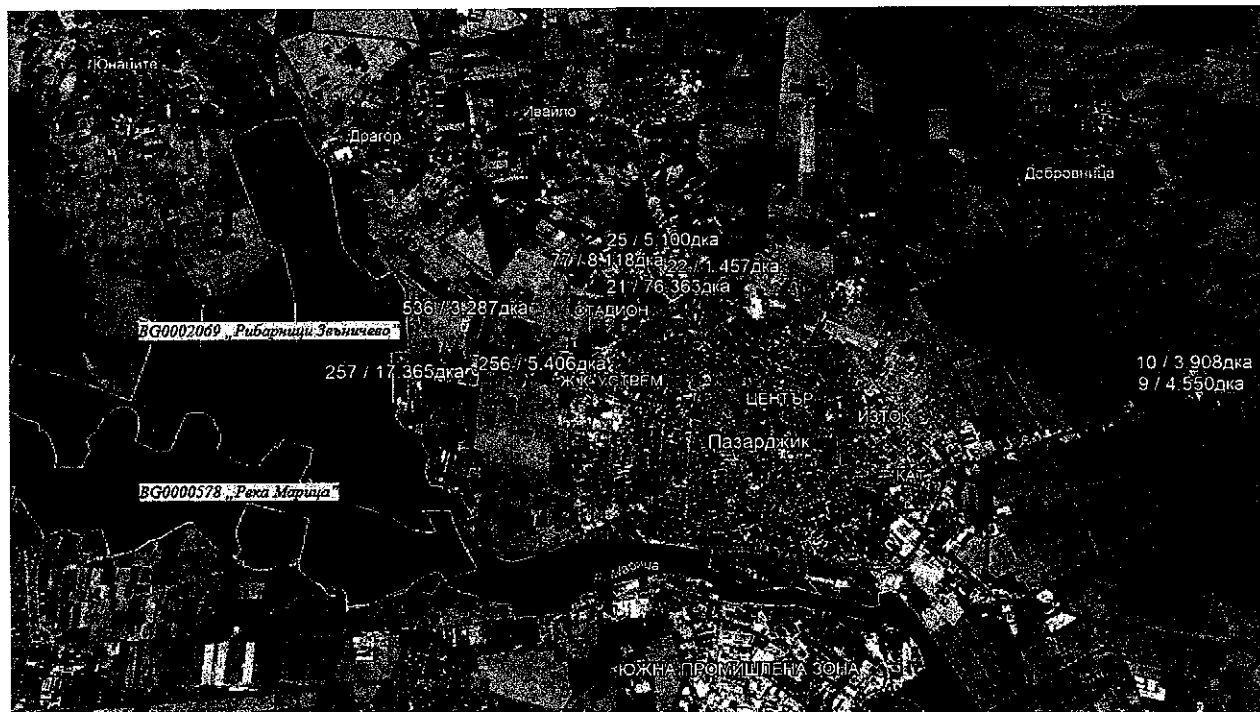 Юнаците
Ивайло
Драгор
Добровница
25 / 5.100дка
77 / 8.118дка
22 / 1.457дка
21 / 76.363дка
536 / 3.287дка
СТАДИОН
BG0002069 „Рибарници Звъничево”
257 / 17.365дка
256 / 5.406дка
10 / 3.908дка
9 / 4.550дка
Ж.К. УСТРЕМ
ЦЕНТЪР
ИЗТОК
Пазарджик
BG0000578 „Река Марица”
Марица
ЮЖНА ПРОМИШЛЕНА ЗОНА